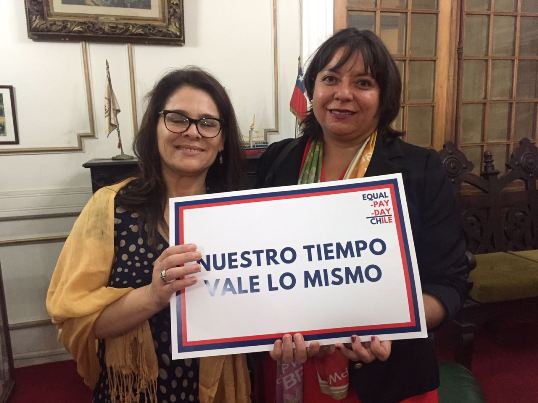 EQUAL
-PAY
-DAY
CHILE
NUESTRO TIEMPO
VALE LO MISMO